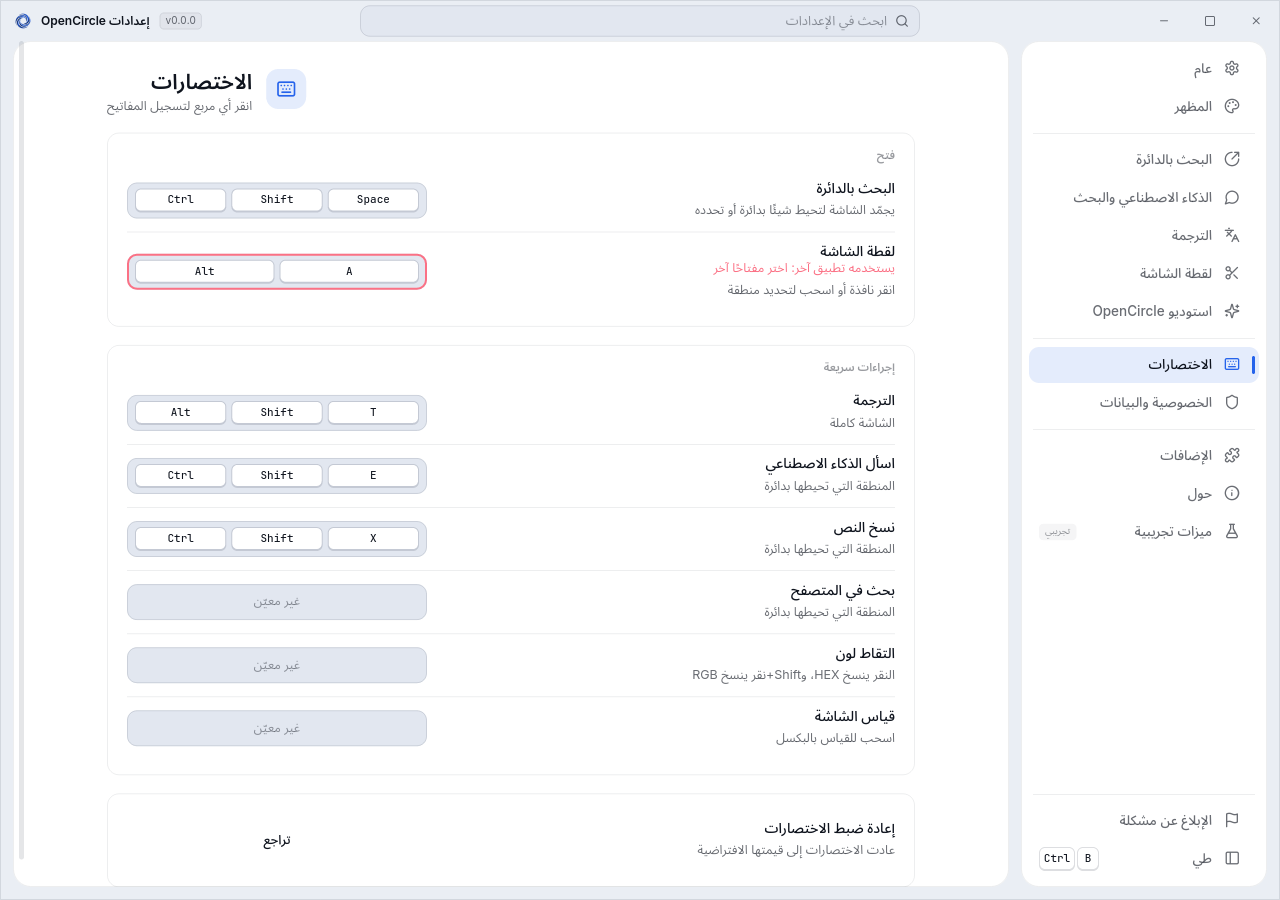 إعدادات OpenCircle
v0.0.0
ابحث في الإعدادات
عام
المظهر
البحث بالدائرة
الذكاء الاصطناعي والبحث
الترجمة
لقطة الشاشة
استوديو OpenCircle
الاختصارات
الخصوصية والبيانات
الإضافات
حول
ميزات تجريبية
تجريبي
الإبلاغ عن مشكلة
طي
Ctrl B
الاختصارات
انقر أي مربع لتسجيل المفاتيح
فتح
البحث بالدائرة
يجمّد الشاشة لتحيط شيئًا بدائرة أو تحدده
Ctrl Shift Space
لقطة الشاشة
يستخدمه تطبيق آخر: اختر مفتاحًا آخر
انقر نافذة أو اسحب لتحديد منطقة
Alt A
إجراءات سريعة
الترجمة
الشاشة كاملة
Alt Shift T
اسأل الذكاء الاصطناعي
المنطقة التي تحيطها بدائرة
Ctrl Shift E
نسخ النص
المنطقة التي تحيطها بدائرة
Ctrl Shift X
بحث في المتصفح
المنطقة التي تحيطها بدائرة
غير معيّن
التقاط لون
النقر ينسخ HEX، وShift+نقر ينسخ RGB
غير معيّن
قياس الشاشة
اسحب للقياس بالبكسل
غير معيّن
إعادة ضبط الاختصارات
عادت الاختصارات إلى قيمتها الافتراضية
تراجع